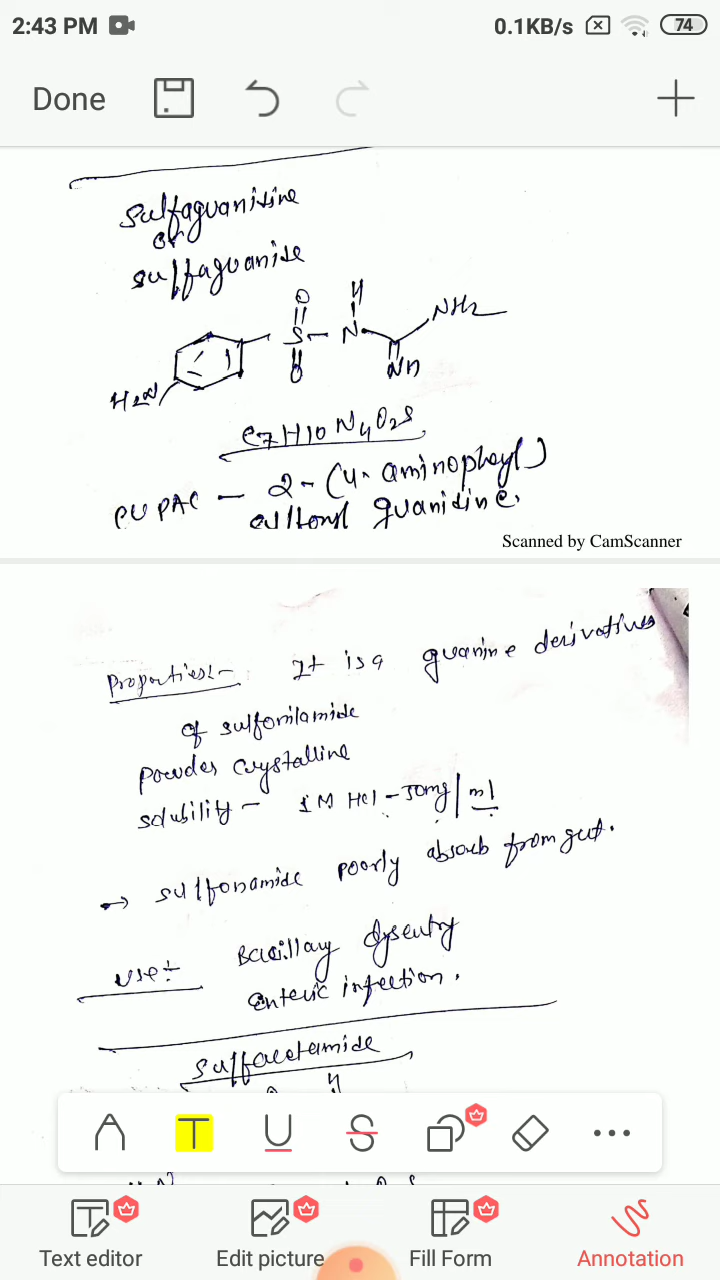 2:43 PM 0.1KB/s 74
Done
sulfaguanidine
or
sulfaguanide
O H
NH2
S N
O NH
H2N
C7H10N4O2S
IUPAC - 2-(4-aminophenyl)
sulfonyl guanidine
Scanned by CamScanner
Properties:- It is a guanine derivatives
of sulfonilamide
powder crystalline
solubility - 1M HCl - 50mg/ml
→ sulfonamide poorly absorb from gut.
Use÷ Bacillary dysentry
Enteric infection.
Sulfacetamide
H
T U S
Text editor Edit picture Fill Form Annotation